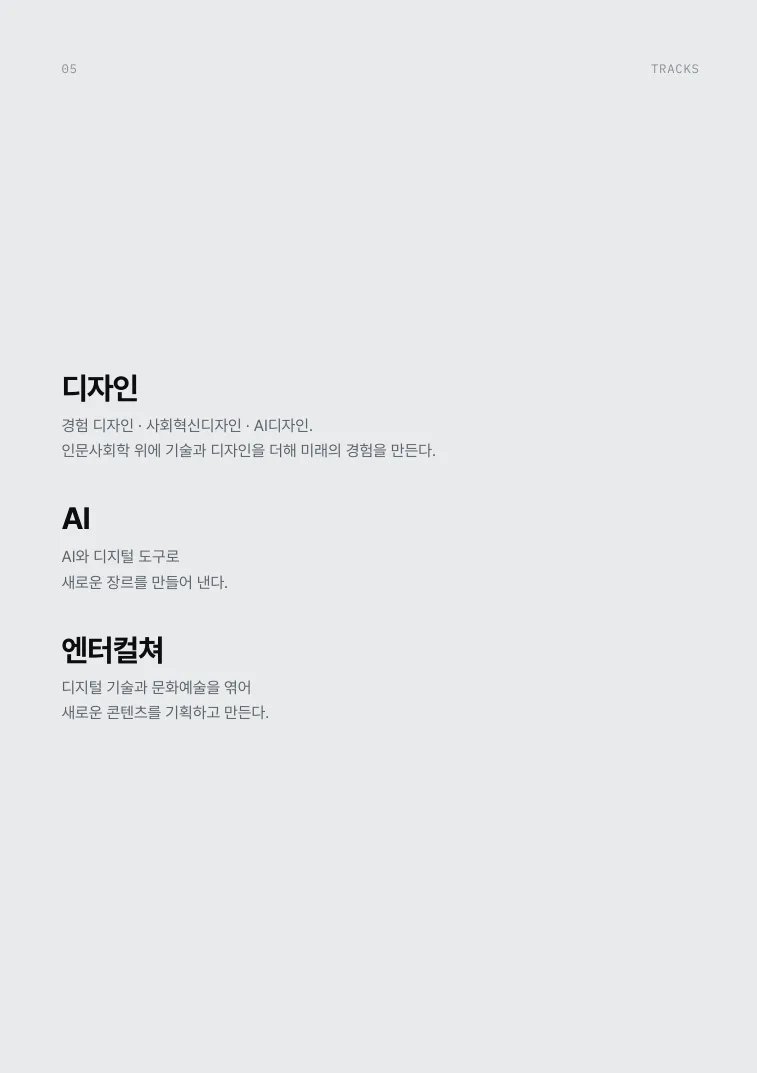 05
TRACKS
디자인
경험 디자인 · 사회혁신디자인 · AI디자인.
인문사회학 위에 기술과 디자인을 더해 미래의 경험을 만든다.
AI
AI와 디지털 도구로
새로운 장르를 만들어 낸다.
엔터컬쳐
디지털 기술과 문화예술을 엮어
새로운 콘텐츠를 기획하고 만든다.